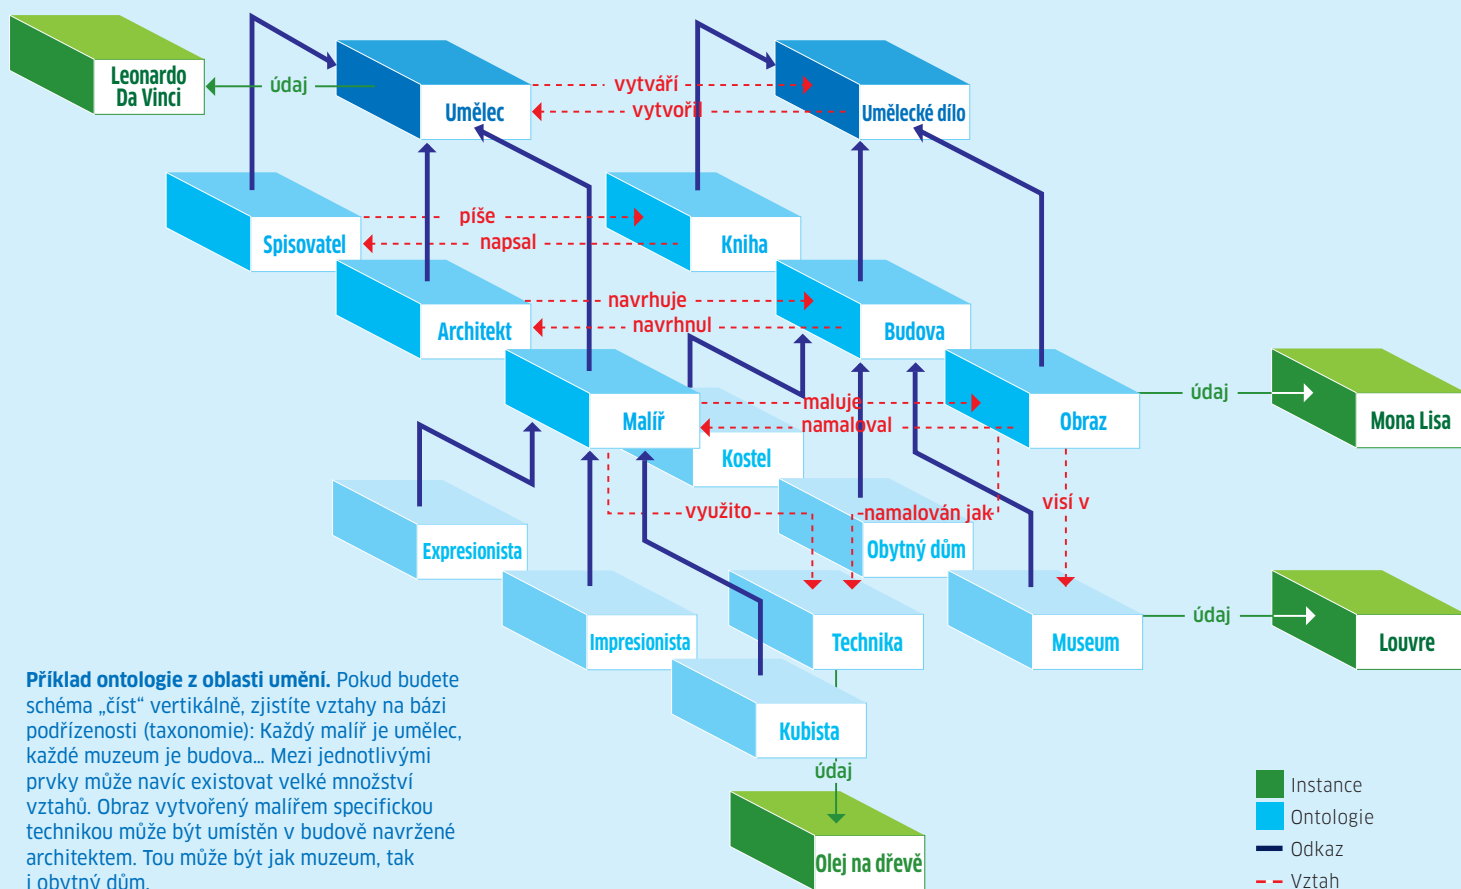 Leonardo
Da Vinci
údaj
Umělec
vytváří
vytvořil
Umělecké dílo
Spisovatel
píše
napsal
Kniha
Architekt
navrhuje
navrhnul
Budova
Malíř
maluje
namaloval
Obraz
údaj
Mona Lisa
Kostel
Expresionista
využito
namalován jak
visí v
Obytný dům
Impresionista
Technika
Museum
údaj
Louvre
Kubista
údaj
Olej na dřevě
Příklad ontologie z oblasti umění. Pokud budete
schéma „číst“ vertikálně, zjistíte vztahy na bázi
podřízenosti (taxonomie): Každý malíř je umělec,
každé muzeum je budova... Mezi jednotlivými
prvky může navíc existovat velké množství
vztahů. Obraz vytvořený malířem specifickou
technikou může být umístěn v budově navržené
architektem. Tou může být jak muzeum, tak
i obytný dům.
Instance
Ontologie
Odkaz
Vztah